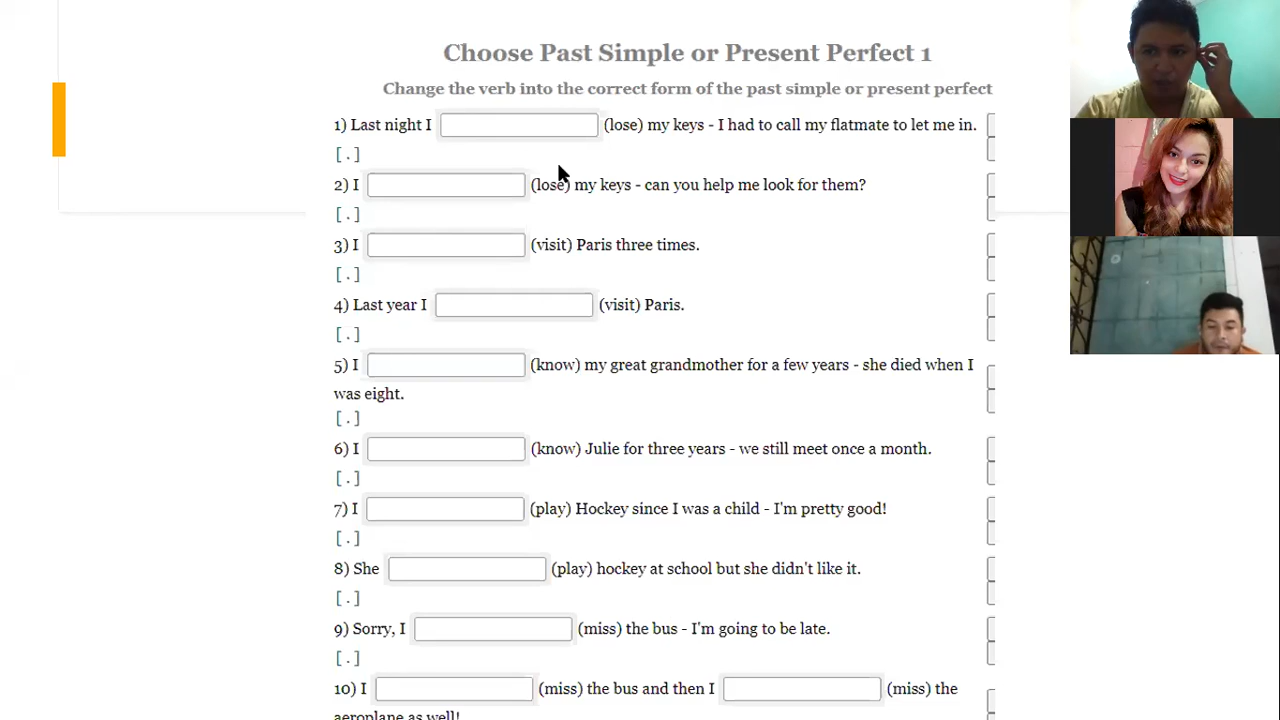 Choose Past Simple or Present Perfect 1
Change the verb into the correct form of the past simple or present perfect
1) Last night I (lose) my keys - I had to call my flatmate to let me in.
[ . ]
2) I (lose) my keys - can you help me look for them?
[ . ]
3) I (visit) Paris three times.
[ . ]
4) Last year I (visit) Paris.
[ . ]
5) I (know) my great grandmother for a few years - she died when I
was eight.
[ . ]
6) I (know) Julie for three years - we still meet once a month.
[ . ]
7) I (play) Hockey since I was a child - I'm pretty good!
[ . ]
8) She (play) hockey at school but she didn't like it.
[ . ]
9) Sorry, I (miss) the bus - I'm going to be late.
[ . ]
10) I (miss) the bus and then I (miss) the
aeroplane as well!